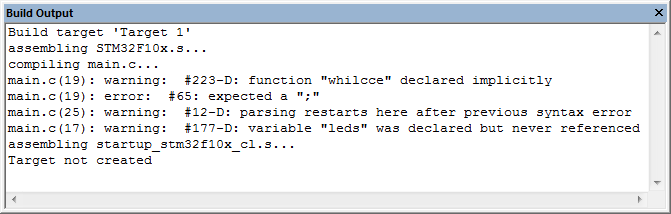 Build Output
Build target 'Target 1'
assembling STM32F10x.s...
compiling main.c...
main.c(19): warning:  #223-D: function "whilcce" declared implicitly
main.c(19): error:  #65: expected a ";"
main.c(25): warning:  #12-D: parsing restarts here after previous syntax error
main.c(17): warning:  #177-D: variable "leds" was declared but never referenced
assembling startup_stm32f10x_cl.s...
Target not created